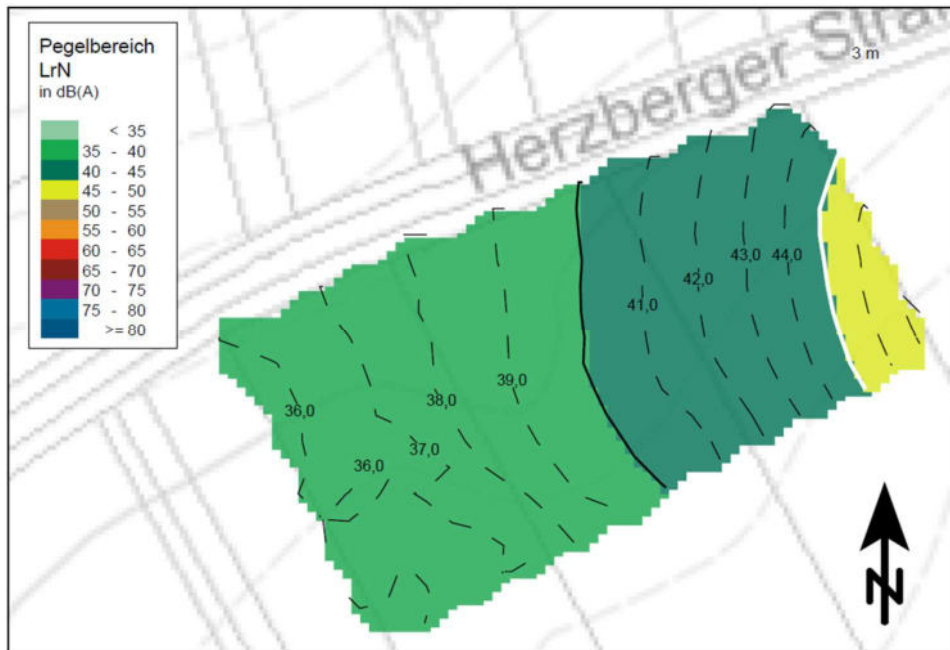 Pegelbereich
LrN
in dB(A)
< 35
35 - 40
40 - 45
45 - 50
50 - 55
55 - 60
60 - 65
65 - 70
70 - 75
75 - 80
>= 80
Herzberger Stra
3 m
44,0
43,0
42,0
41,0
39,0
38,0
36,0
37,0
36,0
N